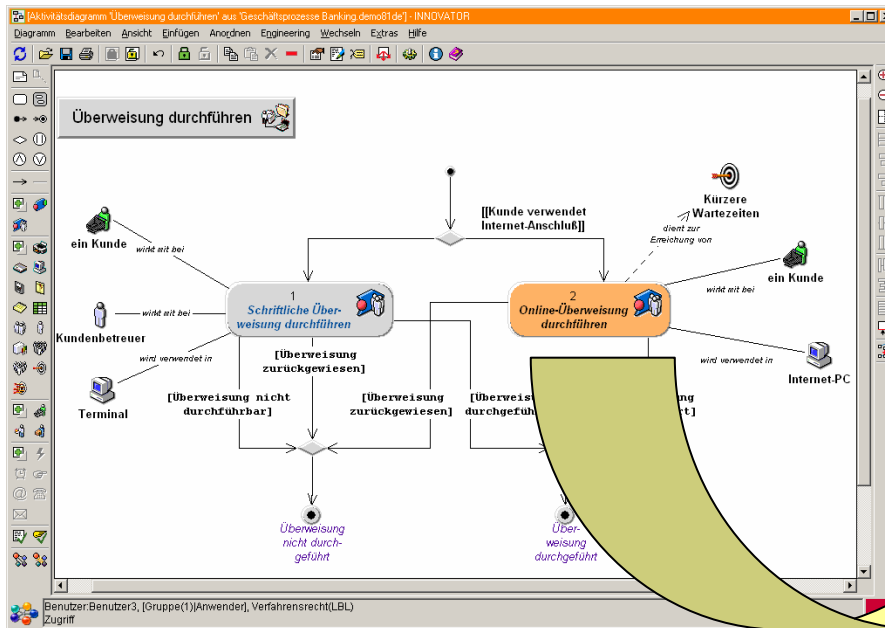 [Aktivitätsdiagramm 'Überweisung durchführen' aus 'Geschäftsprozesse Banking.demo81de'] - INNOVATOR
Diagramm Bearbeiten Ansicht Einfügen Anordnen Engineering Wechseln Extras Hilfe
Überweisung durchführen
[[Kunde verwendet
Internet-Anschluß]]
Kürzere
Wartezeiten
dient zur
Erreichung von
ein Kunde
wirkt mit bei
ein Kunde
wirkt mit bei
1
Schriftliche Über-
weisung durchführen
2
Online-Überweisung
durchführen
Kundenbetreuer
wirkt mit bei
wird verwendet in
Terminal
wird verwendet in
Internet-PC
[Überweisung
zurückgewiesen]
[Überweisung nicht
durchführbar]
[Überweisung
zurückgewiesen]
[Überweis
durchgefüh
Überweisung
nicht durch-
geführt
Über-
weisung
durchgeführt
Benutzer:Benutzer3, [Gruppe(1)|Anwender], Verfahrensrecht(LBL)
Zugriff